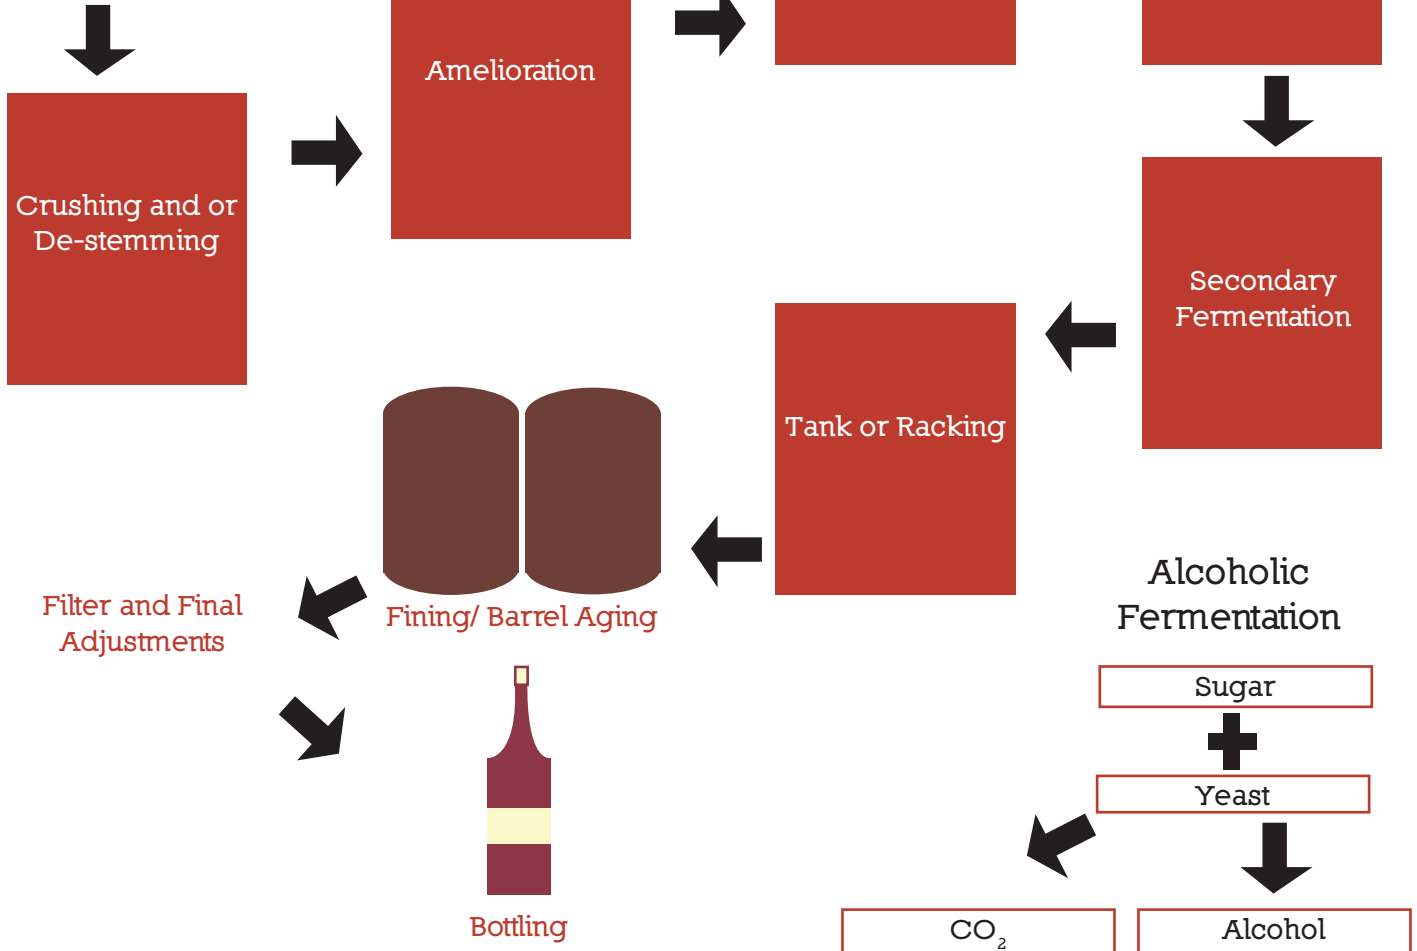 Amelioration
Crushing and or
De-stemming
Secondary
Fermentation
Tank or Racking
Fining/ Barrel Aging
Filter and Final
Adjustments
Bottling
Alcoholic
Fermentation
Sugar
Yeast
CO₂
Alcohol